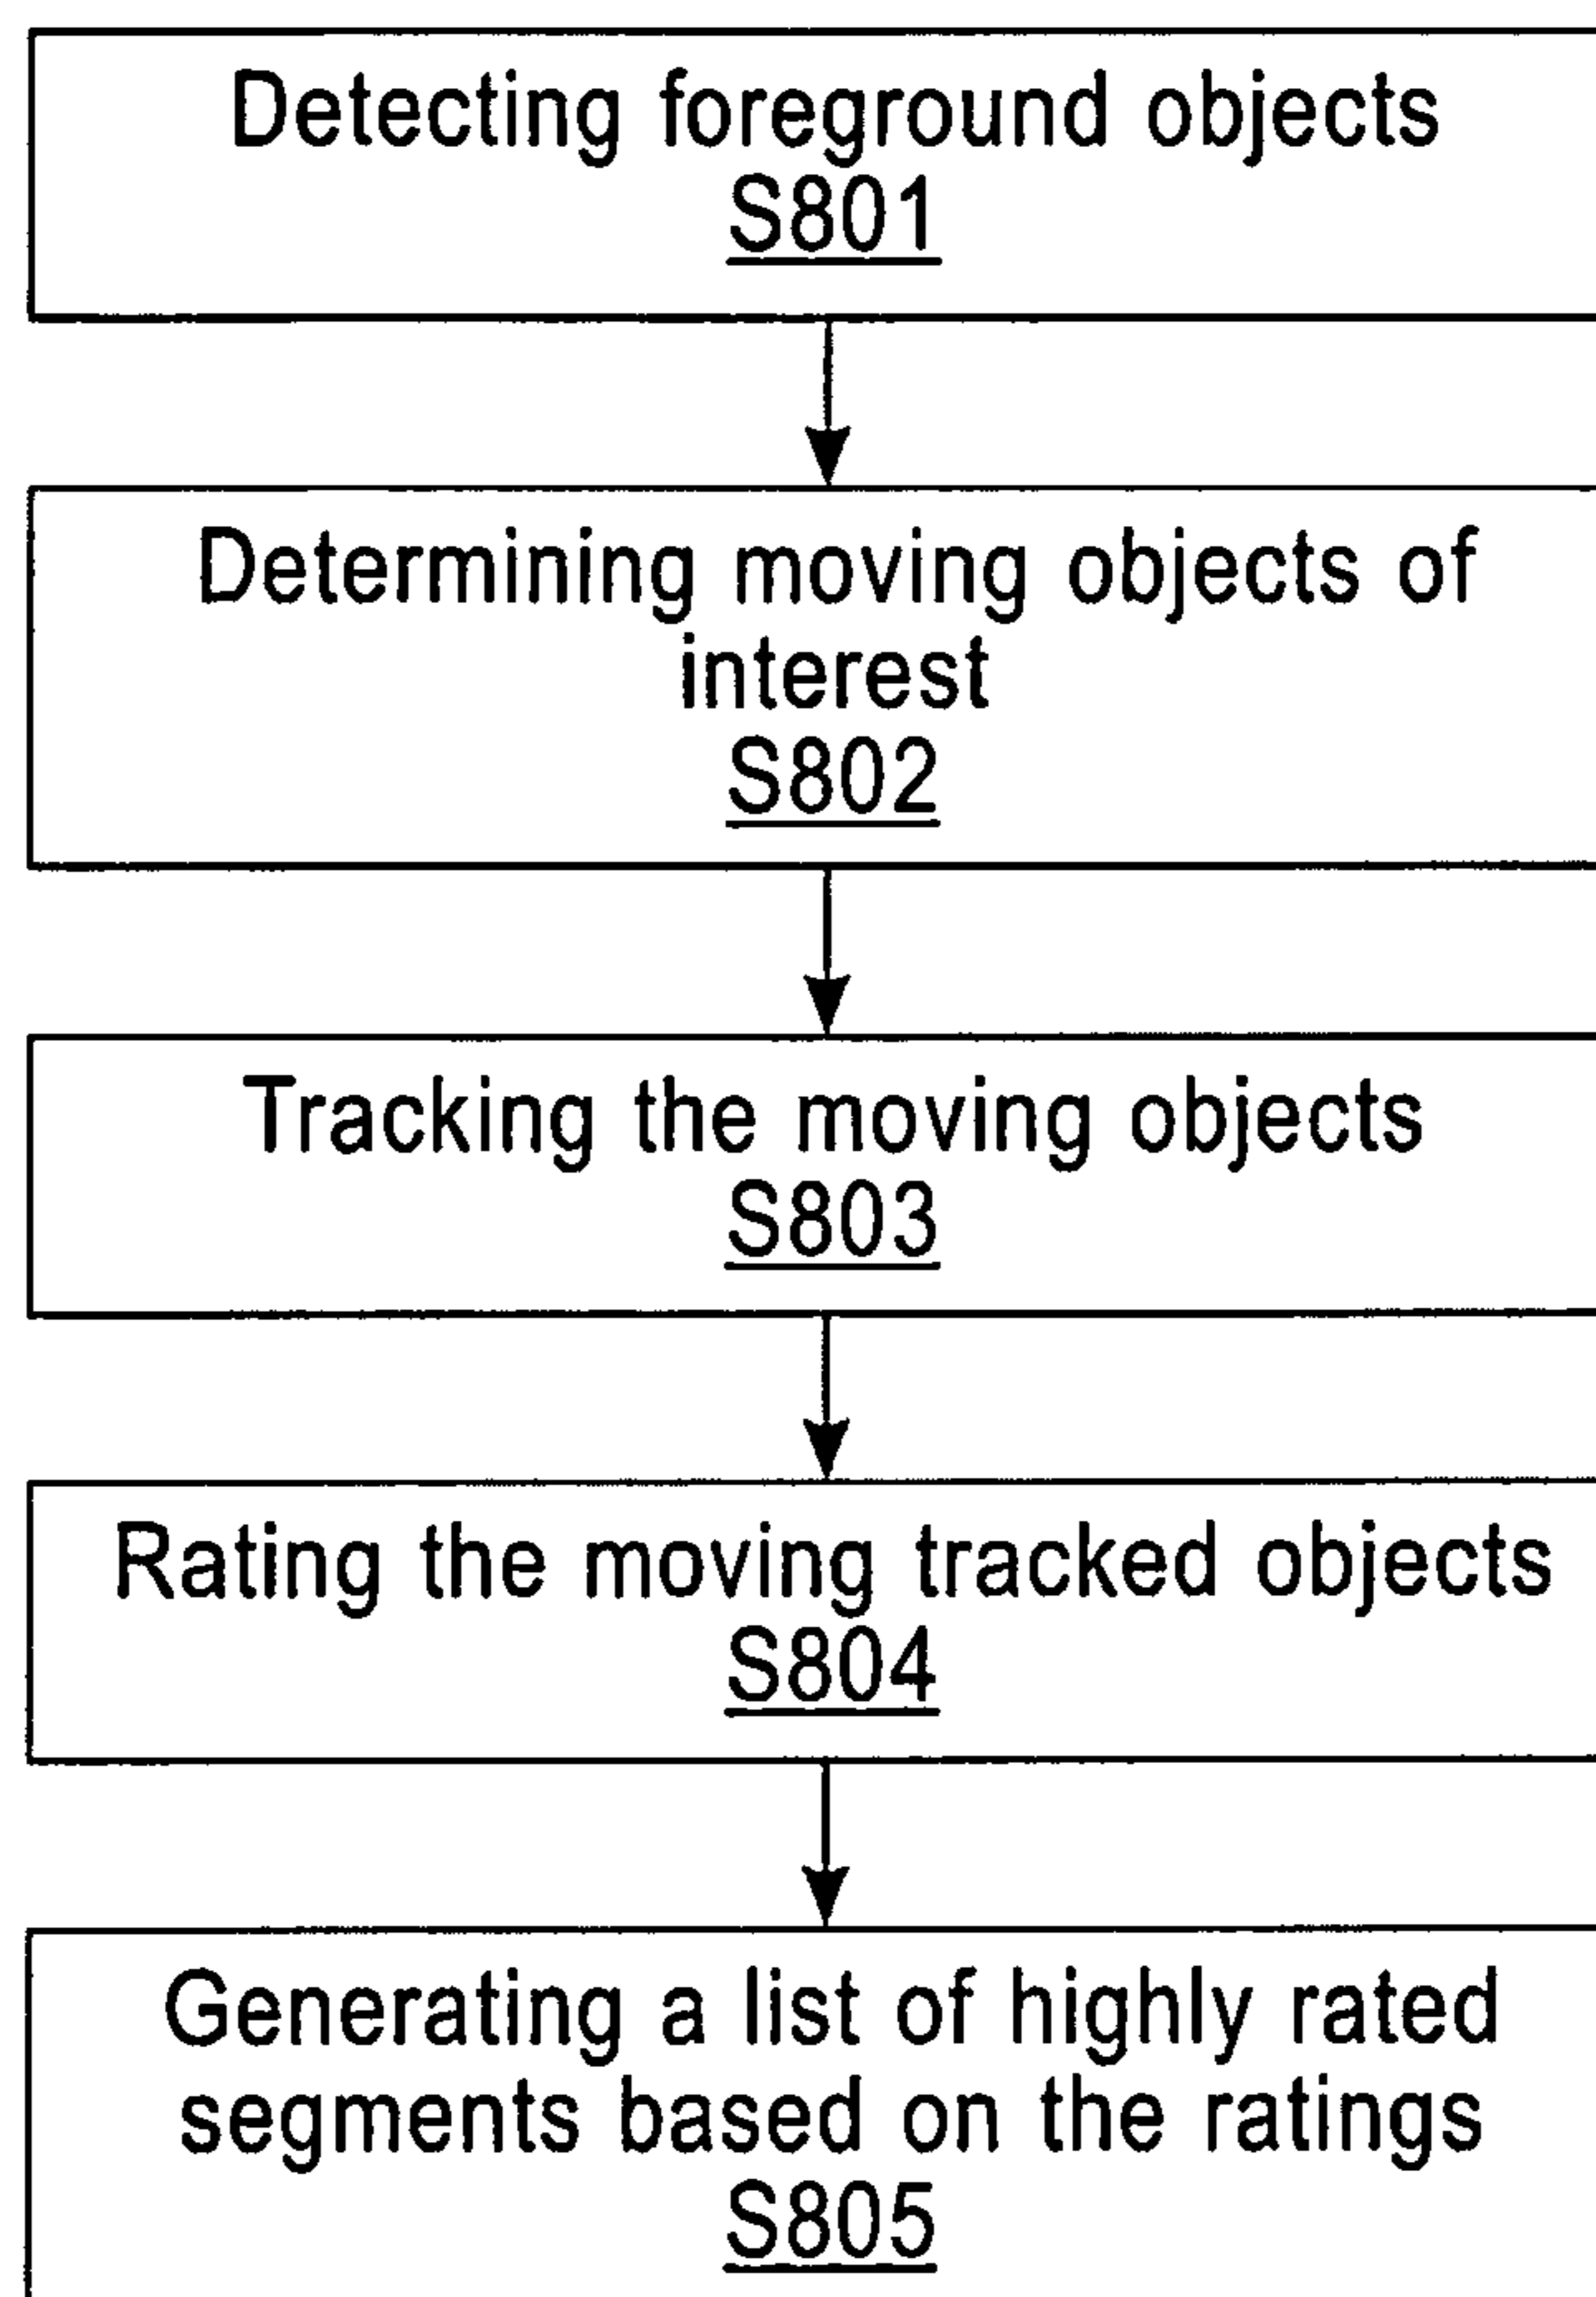 Detecting foreground objects
S801
Determining moving objects of
interest
S802
Tracking the moving objects
S803
Rating the moving tracked objects
S804
Generating a list of highly rated
segments based on the ratings
S805